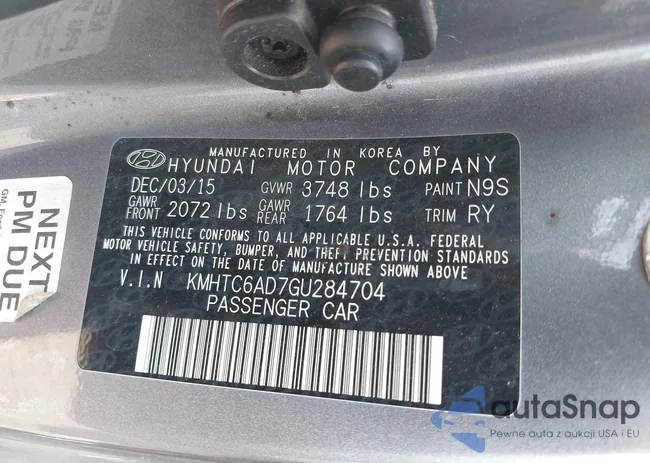 MANUFACTURED IN KOREA BY
HYUNDAI MOTOR COMPANY
DEC/03/15 GVWR 3748 lbs PAINT N9S
GAWR FRONT 2072 lbs GAWR REAR 1764 lbs TRIM RY
THIS VEHICLE CONFORMS TO ALL APPLICABLE U.S.A. FEDERAL
MOTOR VEHICLE SAFETY, BUMPER, AND THEFT PREVENTION STANDARDS
IN EFFECT ON THE DATE OF MANUFACTURE SHOWN ABOVE
V.I.N KMHTC6AD7GU284704
PASSENGER CAR
NEXT
PM DUE
autaSnap
Pewne auta z aukcji USA i EU